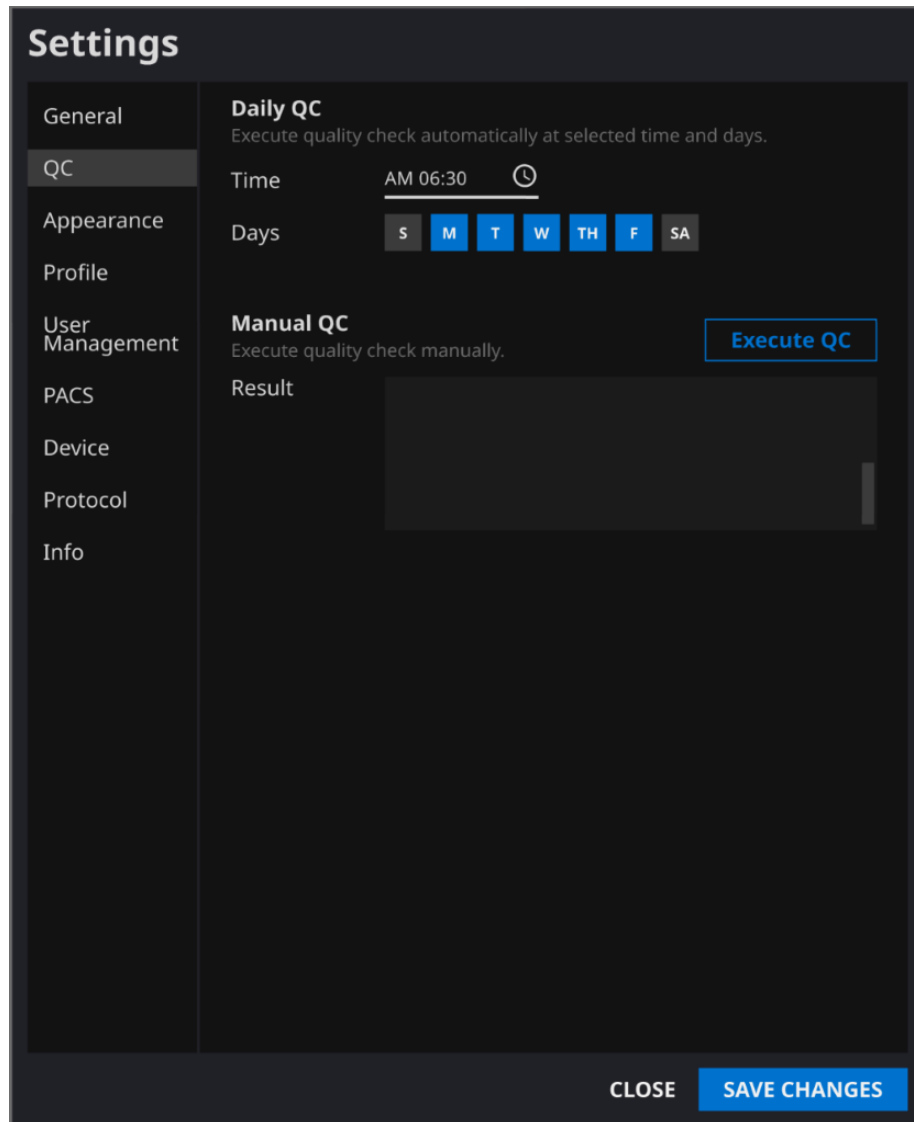 Settings
General
QC
Appearance
Profile
User
Management
PACS
Device
Protocol
Info
Daily QC
Execute quality check automatically at selected time and days.
Time AM 06:30
Days S M T W TH F SA
Manual QC
Execute quality check manually.
Execute QC
Result
CLOSE SAVE CHANGES